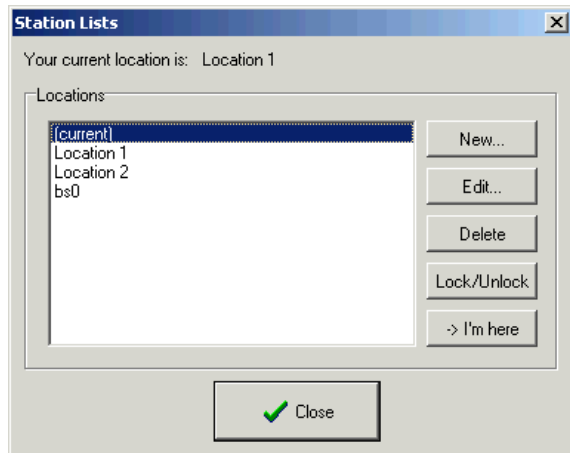 Station Lists
Your current location is: Location 1
Locations
(current)
Location 1
Location 2
bs0
New...
Edit...
Delete
Lock/Unlock
-> I'm here
Close